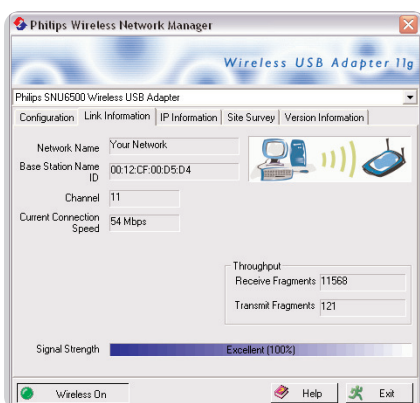 Philips Wireless Network Manager
Wireless USB Adapter 11g
Philips SNU6500 Wireless USB Adapter
Configuration Link Information IP Information Site Survey Version Information
Network Name Your Network
Base Station Name ID 00:12:CF:00:D5:D4
Channel 11
Current Connection Speed 54 Mbps
Throughput
Receive Fragments 11568
Transmit Fragments 121
Signal Strength Excellent (100%)
Wireless On Help Exit